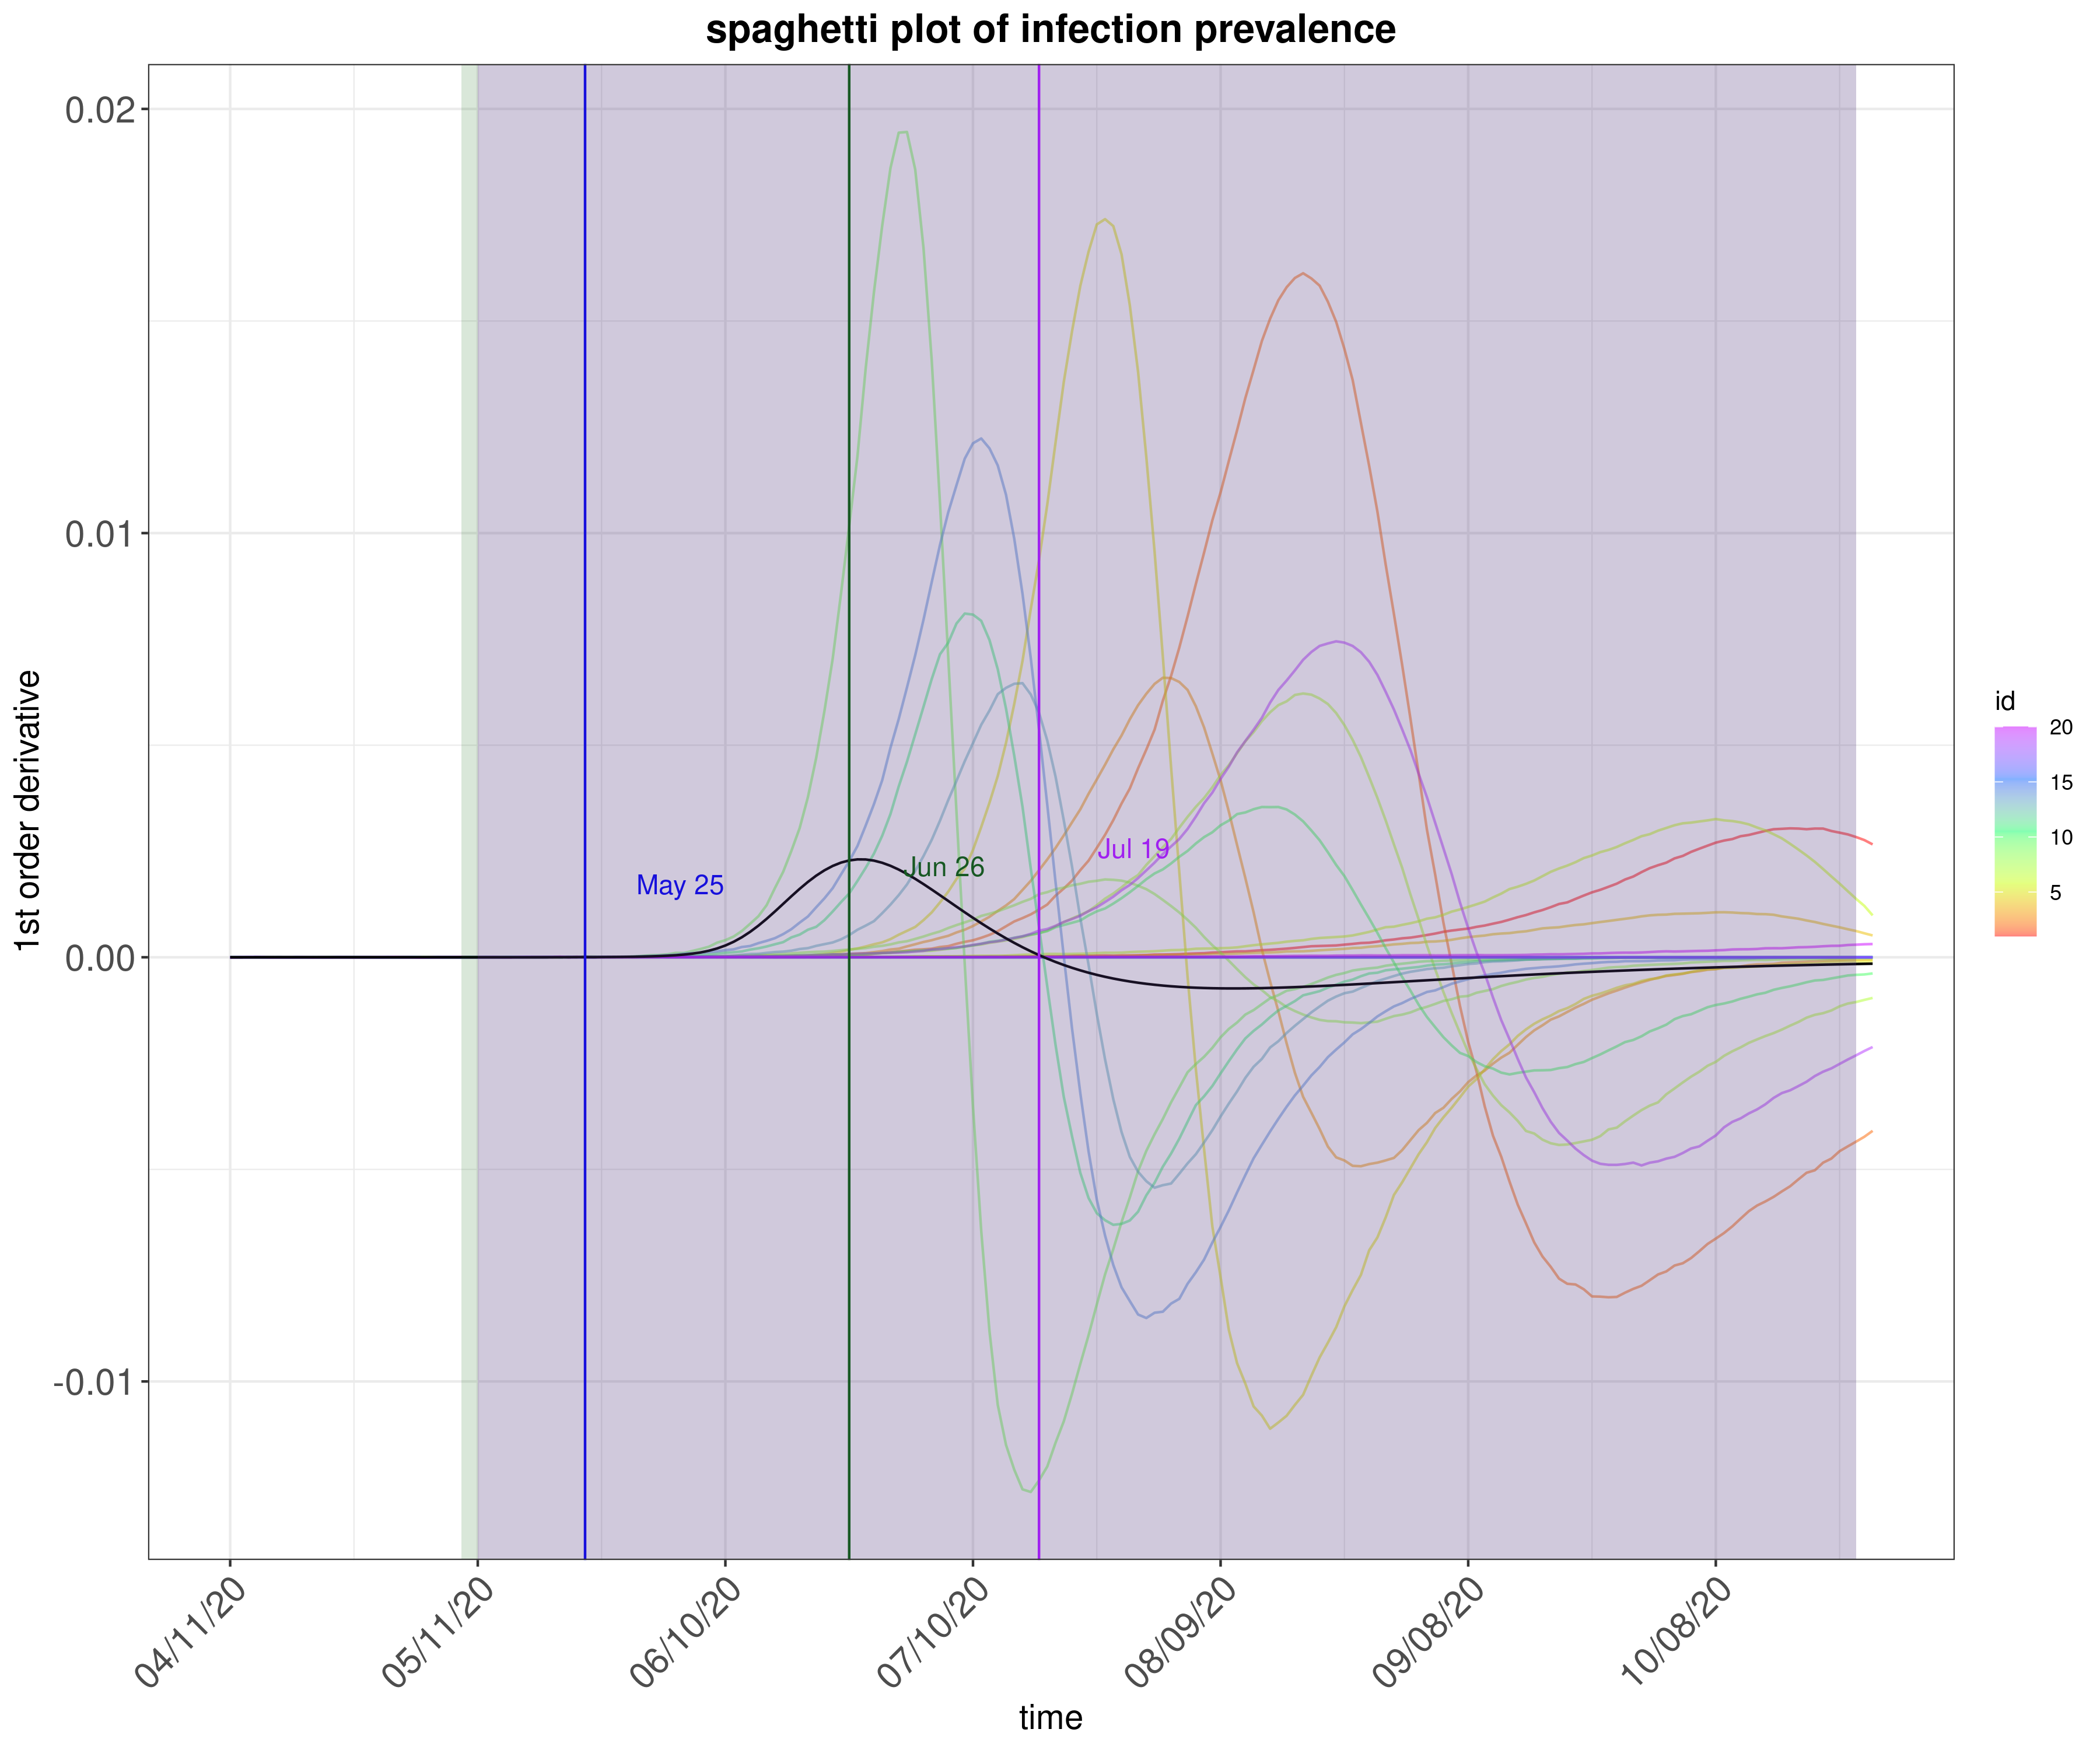 spaghetti plot of infection prevalence
1st order derivative
0.02
0.01
0.00
-0.01
May 25
Jun 26
Jul 19
04/11/20
05/11/20
06/10/20
07/10/20
08/09/20
09/08/20
10/08/20
time
id
20
15
10
5